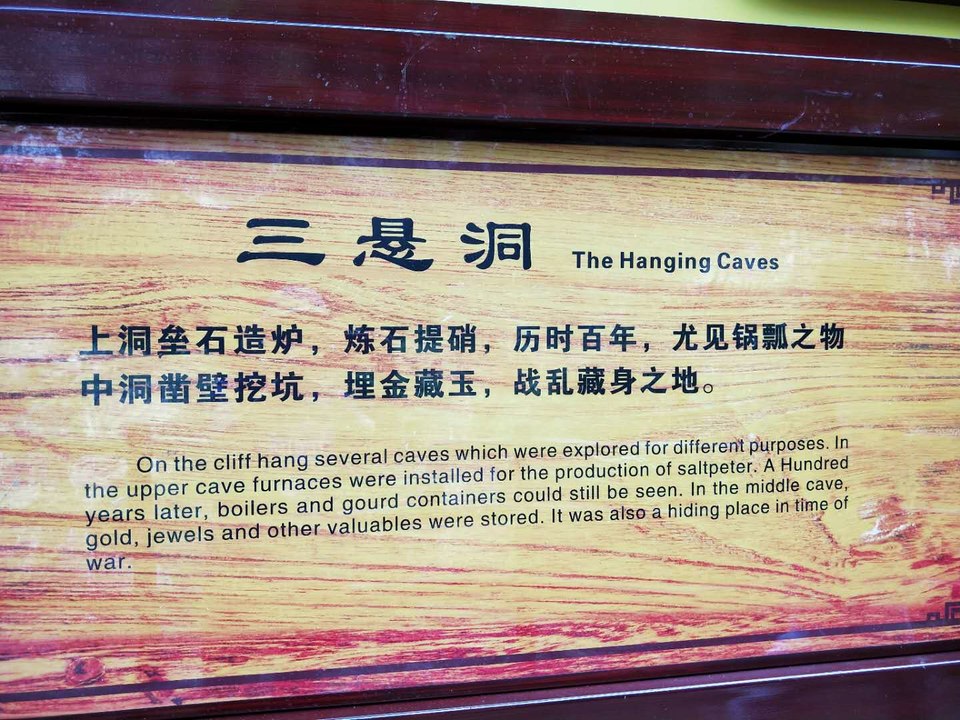 三悬洞 The Hanging Caves
上洞垒石造炉，炼石提硝，历时百年，尤见锅瓢之物
中洞凿壁挖坑，埋金藏玉，战乱藏身之地。
On the cliff hang several caves which were explored for different purposes. In
the upper cave furnaces were installed for the production of saltpeter. A Hundred
years later, boilers and gourd containers could still be seen. In the middle cave,
gold, jewels and other valuables were stored. It was also a hiding place in time of
war.